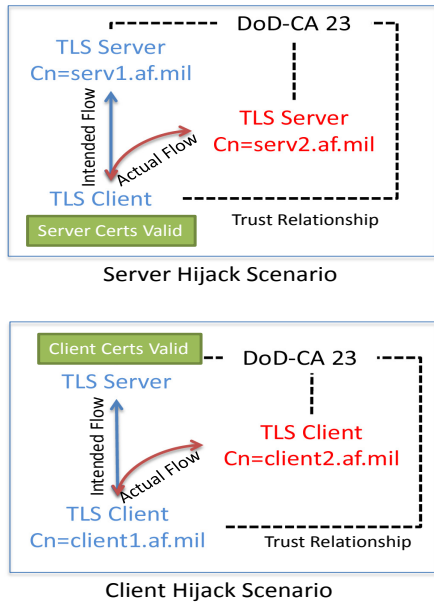 DoD-CA 23
TLS Server
Cn=serv1.af.mil
TLS Server
Cn=serv2.af.mil
Intended Flow
Actual Flow
TLS Client
Server Certs Valid
Trust Relationship
Server Hijack Scenario
Client Certs Valid
DoD-CA 23
TLS Server
TLS Client
Cn=client2.af.mil
Intended Flow
Actual Flow
TLS Client
Cn=client1.af.mil
Trust Relationship
Client Hijack Scenario